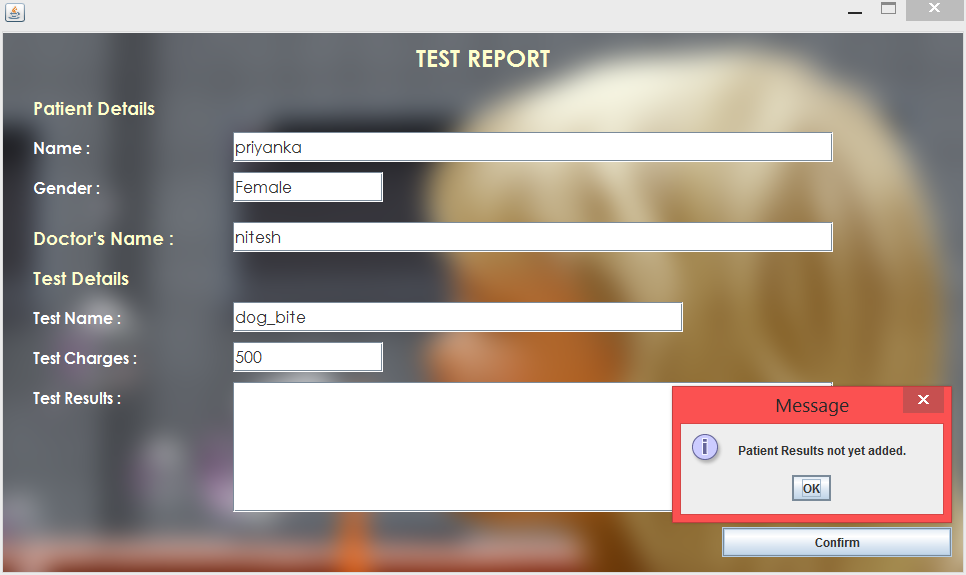 TEST REPORT
Patient Details
Name : priyanka
Gender : Female
Doctor's Name : nitesh
Test Details
Test Name : dog_bite
Test Charges : 500
Test Results :
Message
Patient Results not yet added.
OK
Confirm